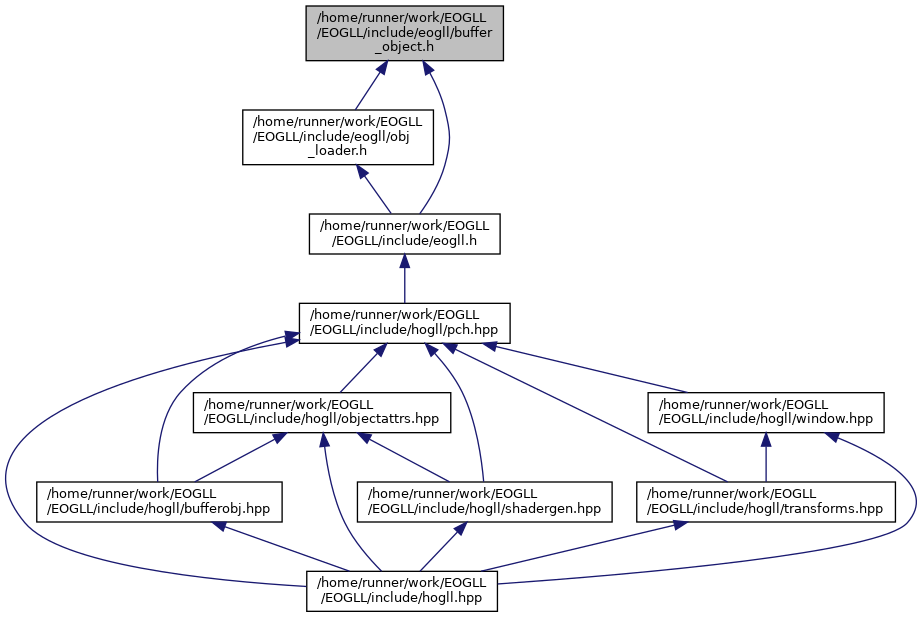 /home/runner/work/EOGLL
/EOGLL/include/eogll/buffer
_object.h
/home/runner/work/EOGLL
/EOGLL/include/eogll/obj
_loader.h
/home/runner/work/EOGLL
/EOGLL/include/eogll.h
/home/runner/work/EOGLL
/EOGLL/include/hogll/pch.hpp
/home/runner/work/EOGLL
/EOGLL/include/hogll/objectattrs.hpp
/home/runner/work/EOGLL
/EOGLL/include/hogll/window.hpp
/home/runner/work/EOGLL
/EOGLL/include/hogll/bufferobj.hpp
/home/runner/work/EOGLL
/EOGLL/include/hogll/shadergen.hpp
/home/runner/work/EOGLL
/EOGLL/include/hogll/transforms.hpp
/home/runner/work/EOGLL
/EOGLL/include/hogll.hpp